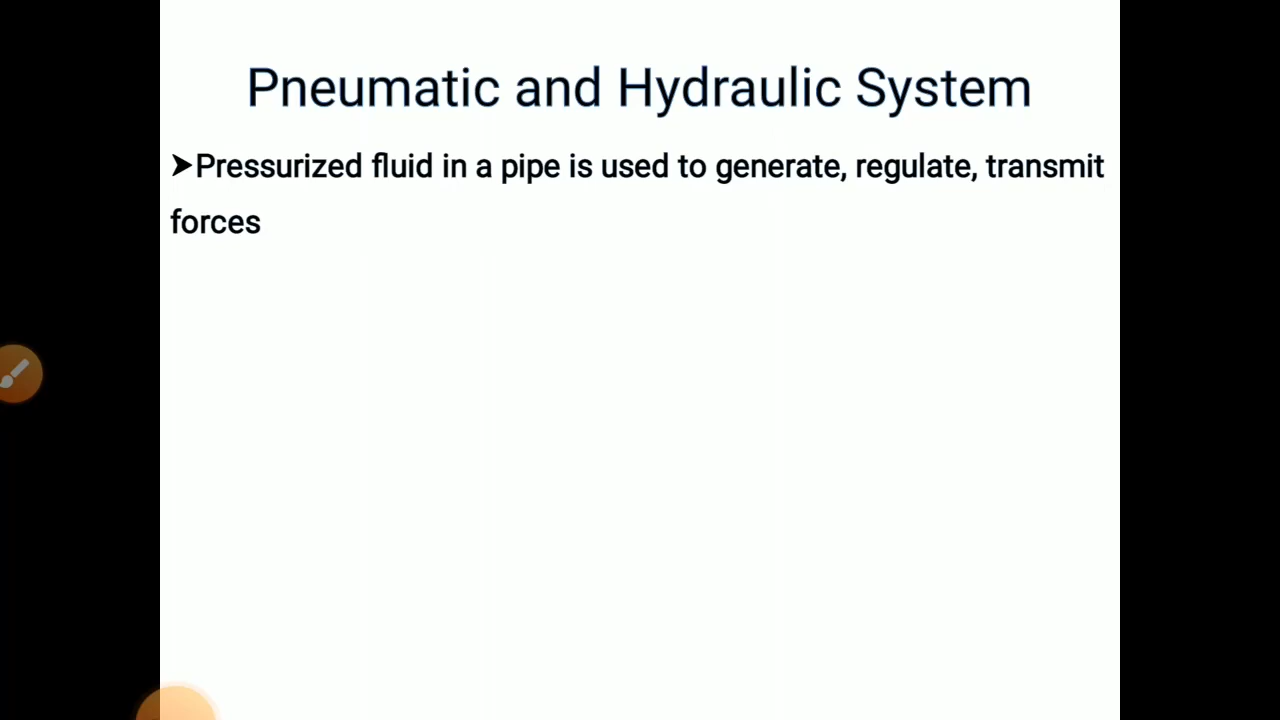 Pneumatic and Hydraulic System
➤Pressurized fluid in a pipe is used to generate, regulate, transmit
forces